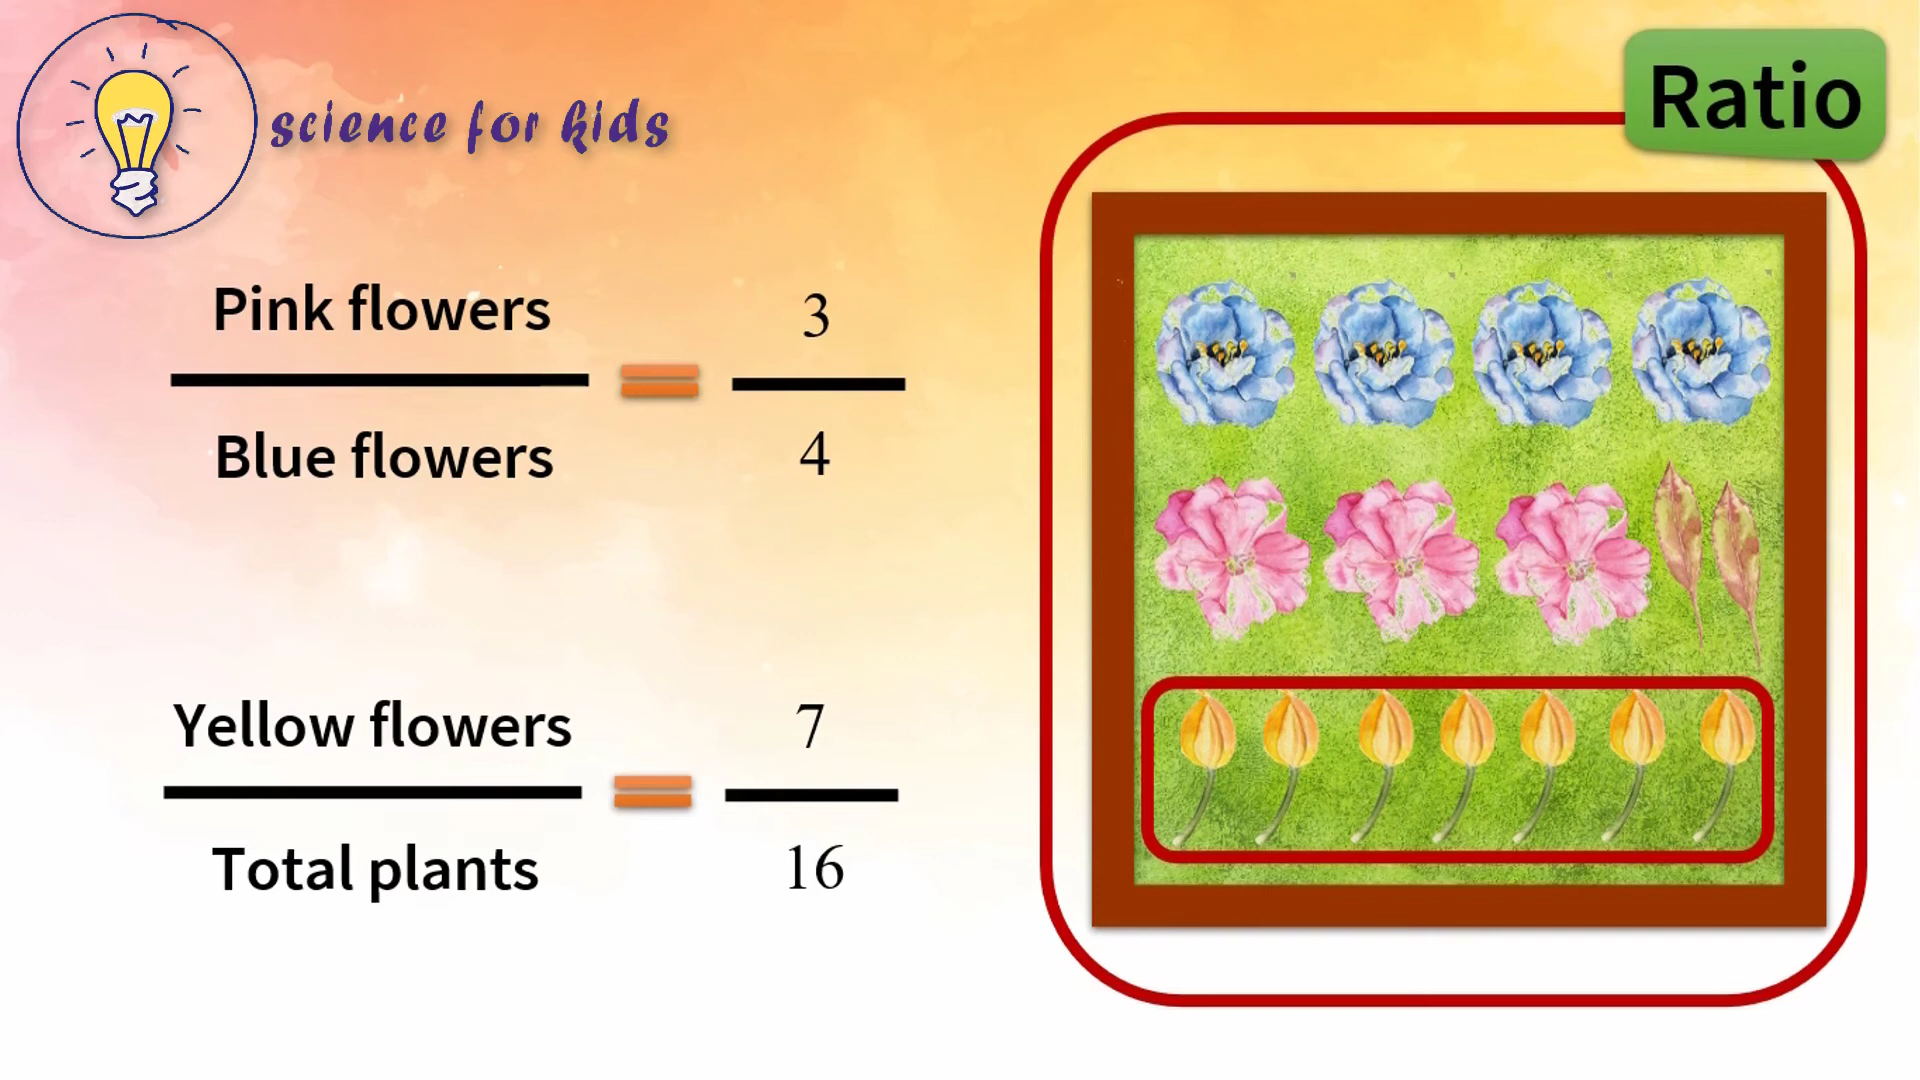 science for kids
Ratio
Pink flowers
Blue flowers
=
3
4
Yellow flowers
Total plants
=
7
16